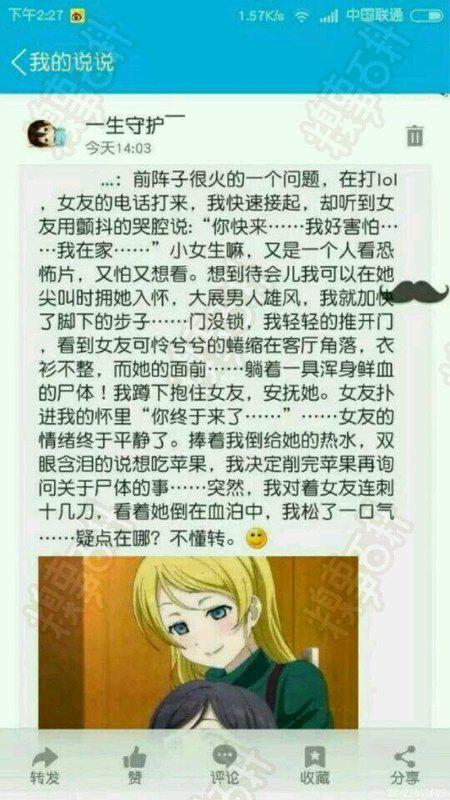 下午2:27 1.57K/s 中国联通
我的说说
一生守护￣
今天14:03
...：前阵子很火的一个问题，在打lol
，女友的电话打来，我快速接起，却听到女
友用颤抖的哭腔说:“你快来……我好害怕…
…我在家……”小女生嘛，又是一个人看恐
怖片，又怕又想看。想到待会儿我可以在她
尖叫时拥她入怀，大展男人雄风，我就加快
了脚下的步子……门没锁，我轻轻的推开门
，看到女友可怜兮兮的蜷缩在客厅角落，衣
衫不整，而她的面前……躺着一具浑身鲜血
的尸体！我蹲下抱住女友，安抚她。女友扑
进我的怀里“你终于来了……”……女友的
情绪终于平静了。捧着我倒给她的热水，双
眼含泪的说想吃苹果，我决定削完苹果再询
问关于尸体的事……突然，我对着女友连刺
十几刀，看着她倒在血泊中，我松了一口气
……疑点在哪？不懂转。
转发 赞 评论 收藏 分享